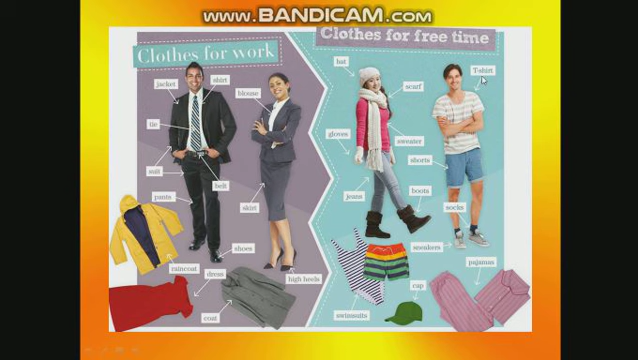 www.BANDICAM.com
Clothes for work
Clothes for free time
jacket
shirt
blouse
tie
suit
belt
pants
skirt
shoes
raincoat
dress
high heels
coat
hat
T-shirt
scarf
gloves
sweater
shorts
jeans
boots
socks
sneakers
pajamas
cap
swimsuits